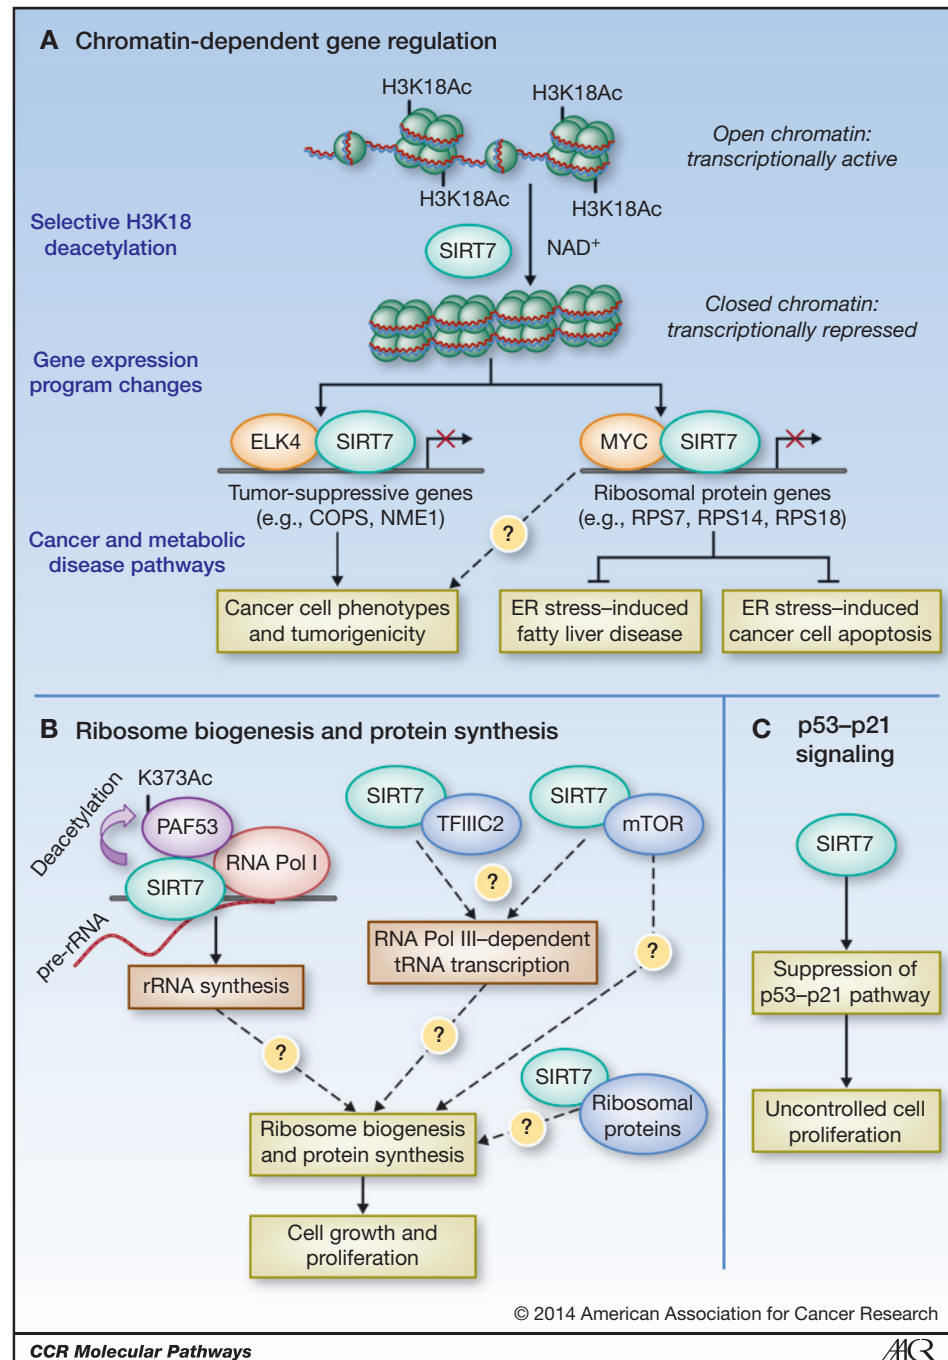 A Chromatin-dependent gene regulation
H3K18Ac
H3K18Ac
Open chromatin:
transcriptionally active
H3K18Ac
H3K18Ac
Selective H3K18
deacetylation
SIRT7
NAD+
Closed chromatin:
transcriptionally repressed
Gene expression
program changes
ELK4
SIRT7
MYC
SIRT7
Tumor-suppressive genes
(e.g., COPS, NME1)
Ribosomal protein genes
(e.g., RPS7, RPS14, RPS18)
?
Cancer and metabolic
disease pathways
Cancer cell phenotypes
and tumorigenicity
ER stress–induced
fatty liver disease
ER stress–induced
cancer cell apoptosis
B Ribosome biogenesis and protein synthesis
K373Ac
Deacetylation
PAF53
RNA Pol I
SIRT7
pre-rRNA
rRNA synthesis
SIRT7
TFIIIC2
SIRT7
mTOR
?
RNA Pol III–dependent
tRNA transcription
?
?
?
SIRT7
Ribosomal
proteins
?
Ribosome biogenesis
and protein synthesis
Cell growth and
proliferation
C p53–p21
signaling
SIRT7
Suppression of
p53–p21 pathway
Uncontrolled cell
proliferation
© 2014 American Association for Cancer Research
CCR Molecular Pathways
AACR